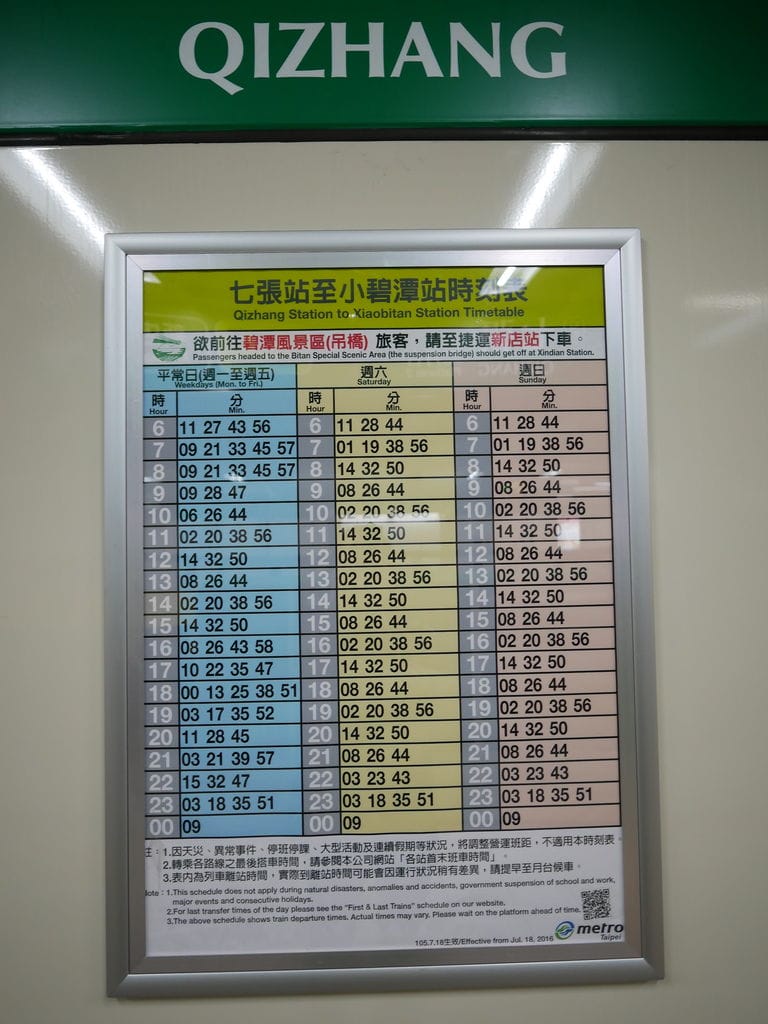 QIZHANG
七張站至小碧潭站時刻表
Qizhang Station to Xiaobitan Station Timetable
欲前往碧潭風景區(吊橋) 旅客，請至捷運新店站下車。
Passengers headed to the Bitan Special Scenic Area (the suspension bridge) should get off at Xindian Station.
平常日(週一至週五) 週六 週日
Weekdays (Mon. to Fri.) Saturday Sunday
時 分 時 分 時 分
Hour Min. Hour Min. Hour Min.
6 11 27 43 56 6 11 28 44 6 11 28 44
7 09 21 33 45 57 7 01 19 38 56 7 01 19 38 56
8 09 21 33 45 57 8 14 32 50 8 14 32 50
9 09 28 47 9 08 26 44 9 08 26 44
10 06 26 44 10 02 20 38 56 10 02 20 38 56
11 02 20 38 56 11 14 32 50 11 14 32 50
12 14 32 50 12 08 26 44 12 08 26 44
13 08 26 44 13 02 20 38 56 13 02 20 38 56
14 02 20 38 56 14 14 32 50 14 14 32 50
15 14 32 50 15 08 26 44 15 08 26 44
16 08 26 43 58 16 02 20 38 56 16 02 20 38 56
17 10 22 35 47 17 14 32 50 17 14 32 50
18 00 13 25 38 51 18 08 26 44 18 08 26 44
19 03 17 35 52 19 02 20 38 56 19 02 20 38 56
20 11 28 45 20 14 32 50 20 14 32 50
21 03 21 39 57 21 08 26 44 21 08 26 44
22 15 32 47 22 03 23 43 22 03 23 43
23 03 18 35 51 23 03 18 35 51 23 03 18 35 51
00 09 00 09 00 09
註：1.因天災、異常事件、停班停課、大型活動及連續假期等狀況，將調整營運班距，不適用本時刻表
2.轉乘各路線之最後搭車時間，請參閱本公司網站「各站首末班車時間」。
3.表內為列車離站時間，實際到離站時間可能會因運行狀況稍有差異，請提早至月台候車。
Note：1.This schedule does not apply during natural disasters, anomalies and accidents, government suspension of school and work,
major events and consecutive holidays.
2.For last transfer times of the day please see the "First & Last Trains" schedule on our website.
3.The above schedule shows train departure times. Actual times may vary. Please wait on the platform ahead of time.
metro
Taipei
105.7.18生效/Effective from Jul. 18, 2016